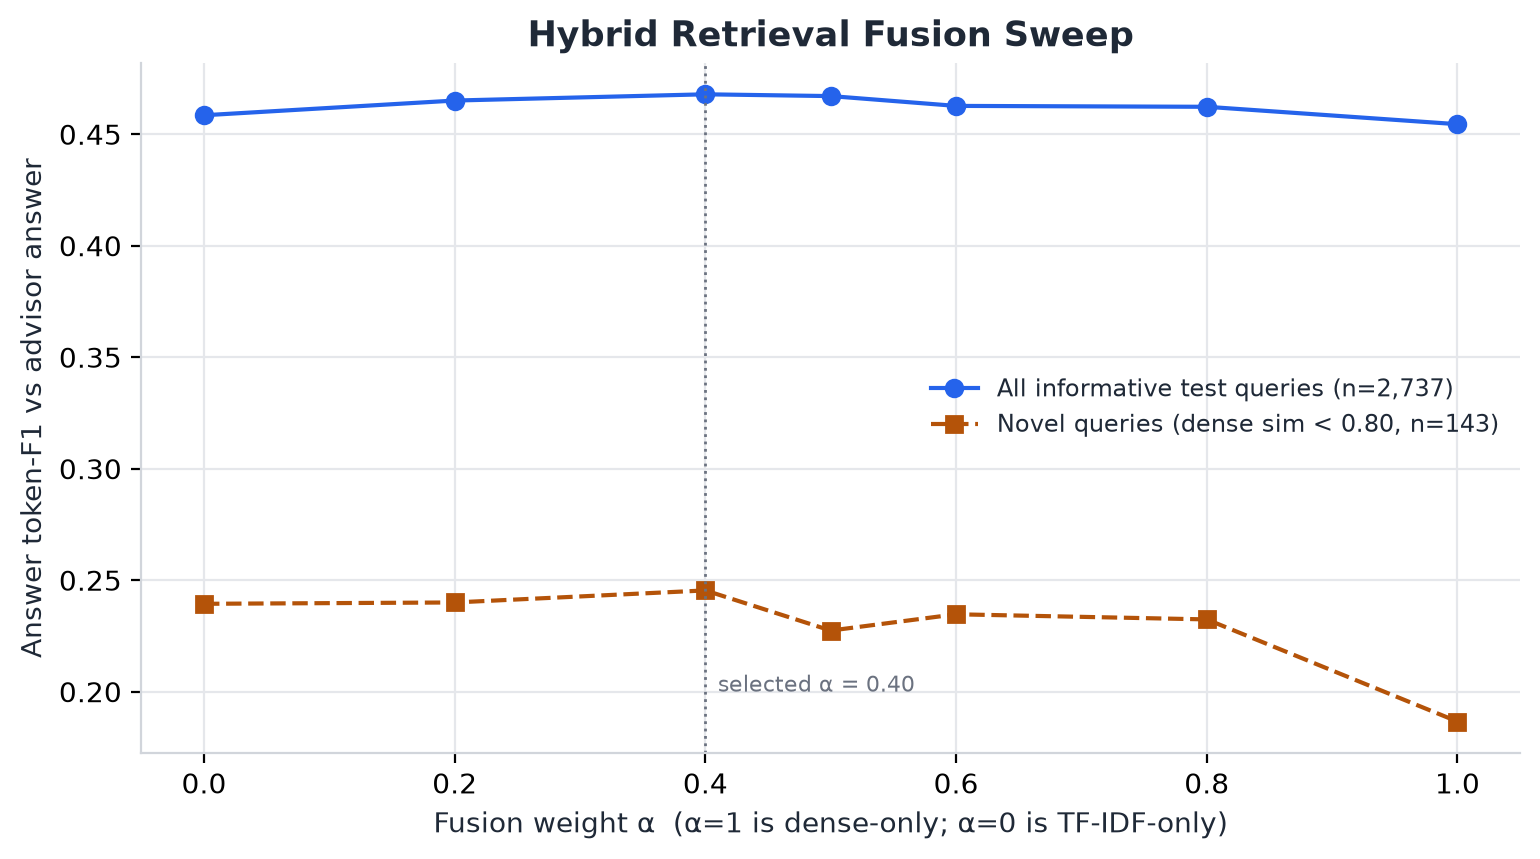 Hybrid Retrieval Fusion Sweep
Answer token-F1 vs advisor answer
0.45
0.40
0.35
0.30
0.25
0.20
All informative test queries (n=2,737)
Novel queries (dense sim < 0.80, n=143)
selected α = 0.40
0.0 0.2 0.4 0.6 0.8 1.0
Fusion weight α  (α=1 is dense-only; α=0 is TF-IDF-only)